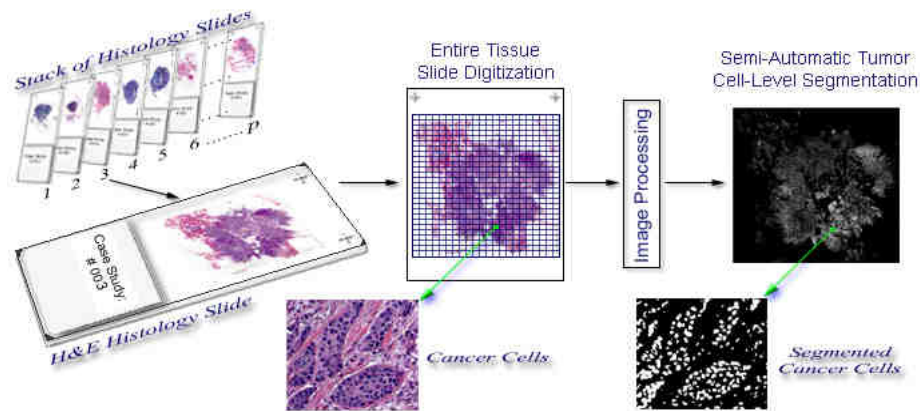 Stack of Histology Slides
1 2 3 4 5 6 ...... P
Case Study:
# 003
H&E Histology Slide
Entire Tissue
Slide Digitization
Cancer Cells
Image Processing
Semi-Automatic Tumor
Cell-Level Segmentation
Segmented
Cancer Cells